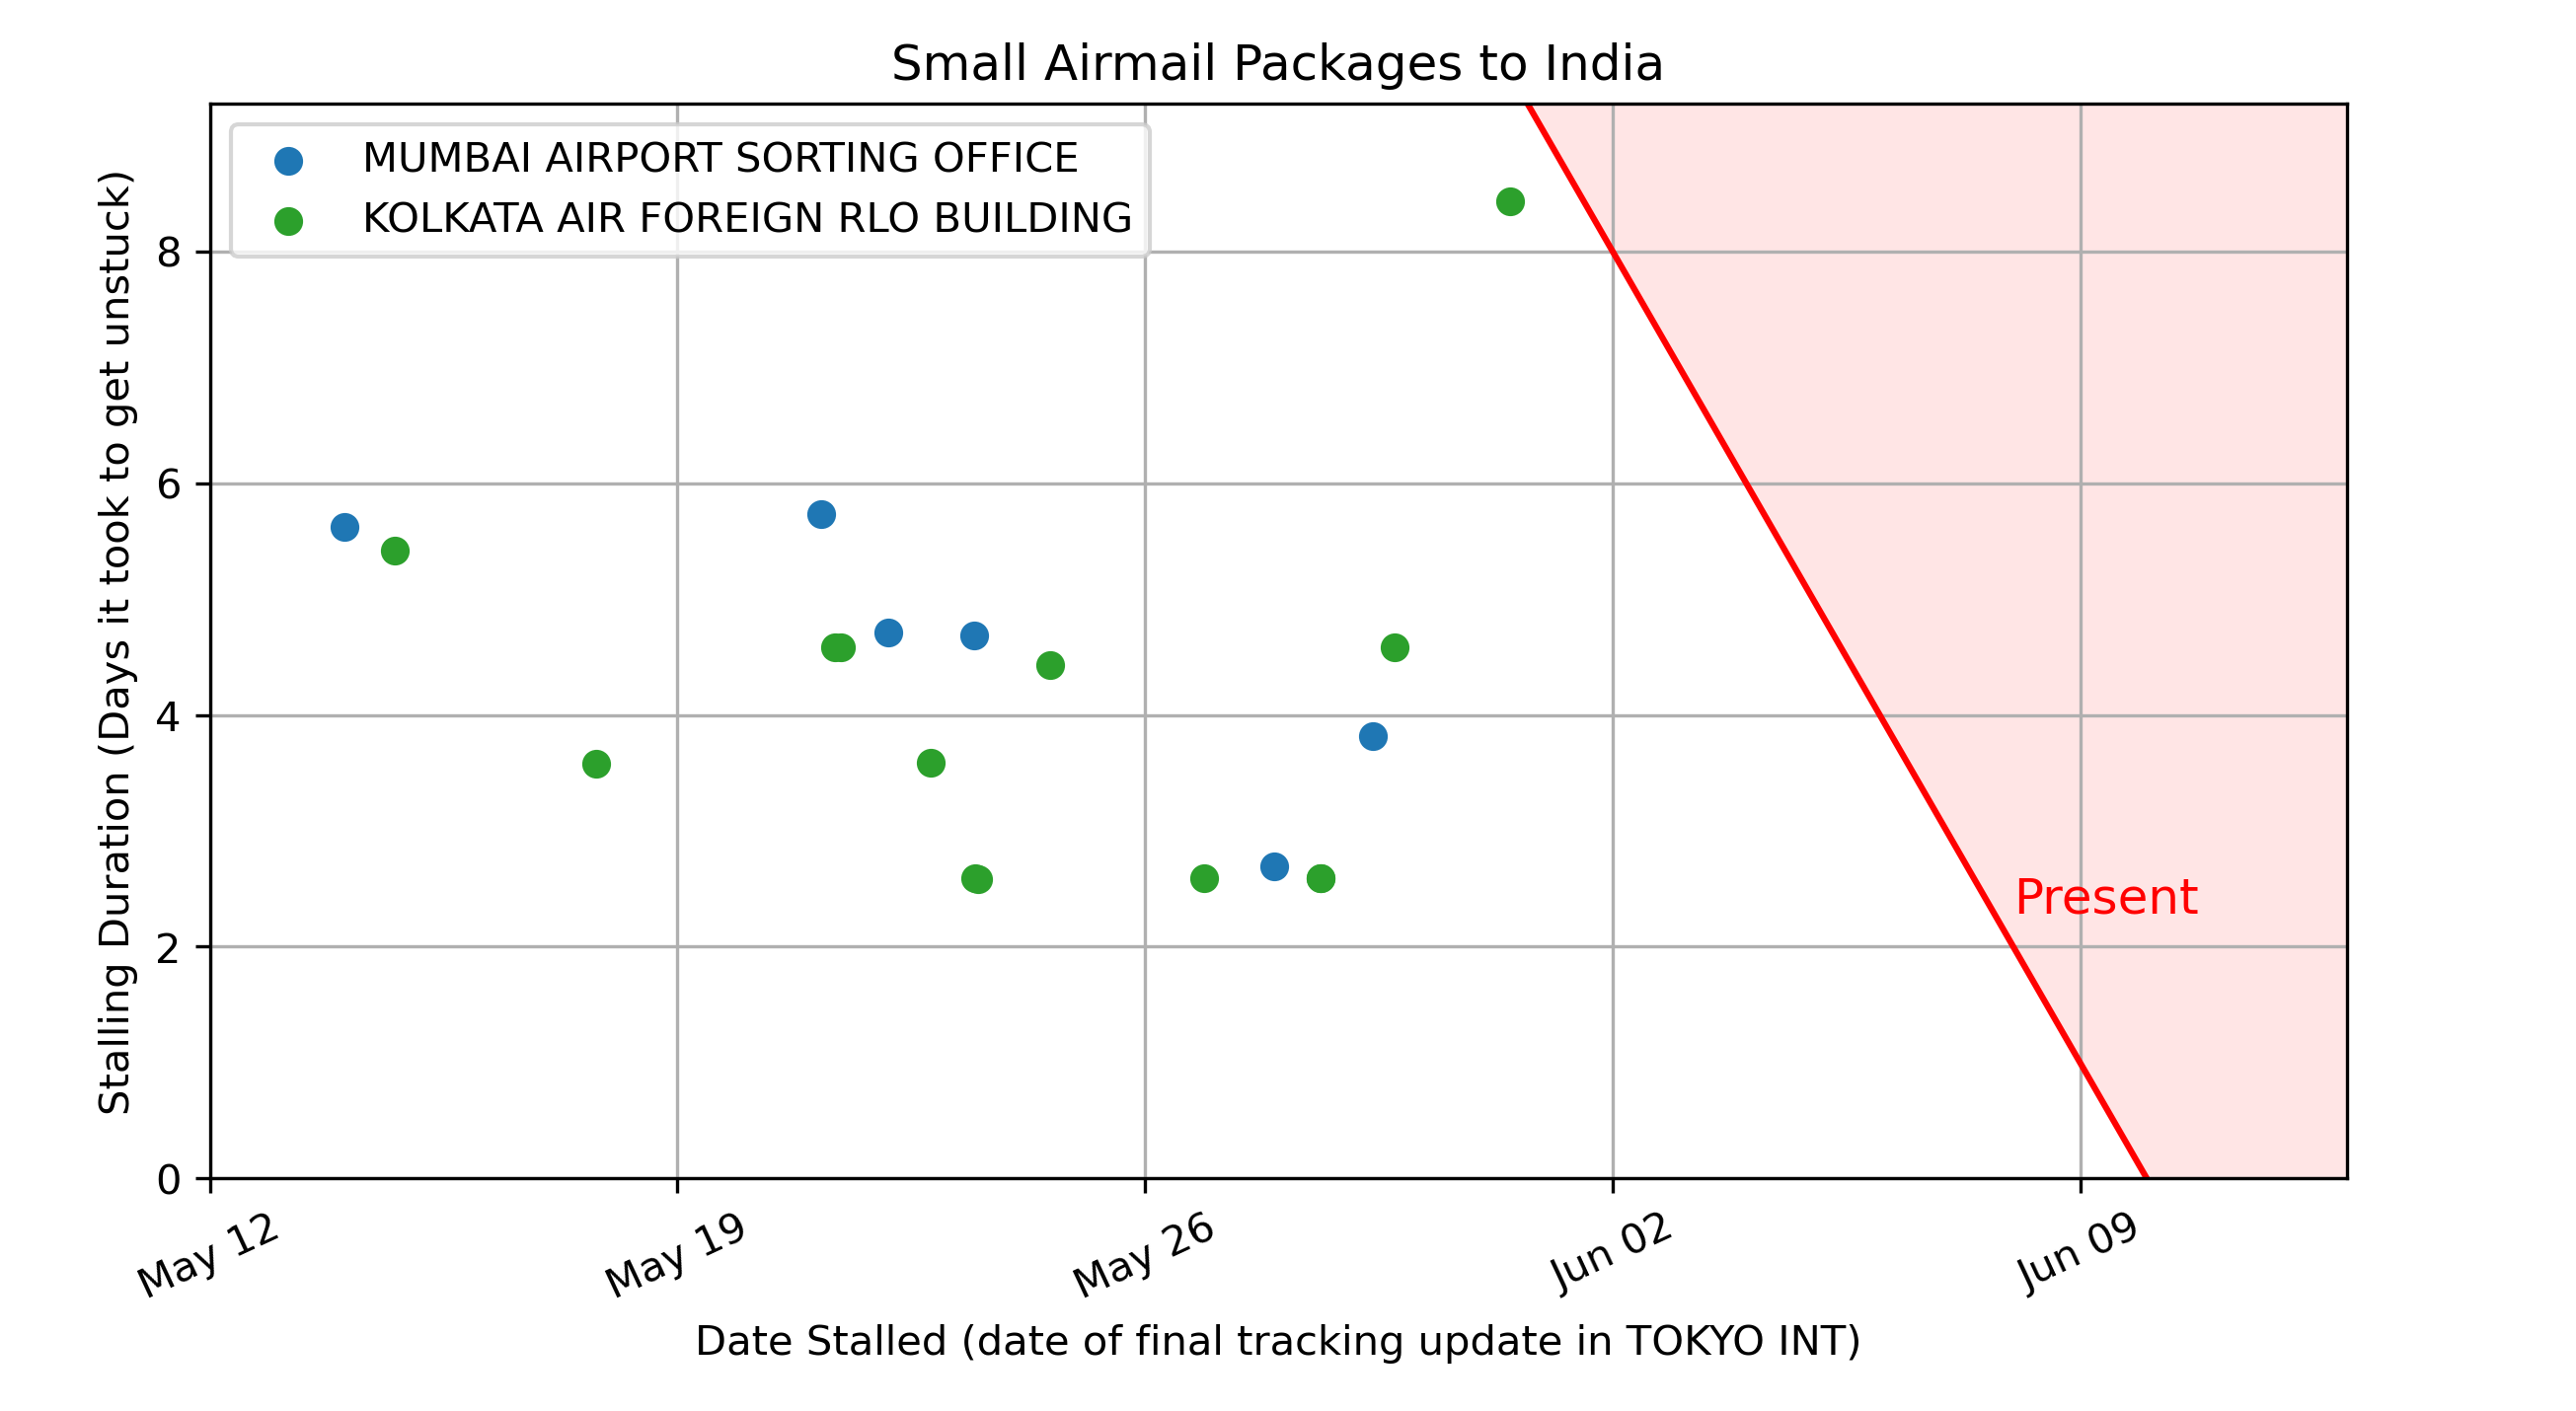 Small Airmail Packages to India
MUMBAI AIRPORT SORTING OFFICE
KOLKATA AIR FOREIGN RLO BUILDING
Stalling Duration (Days it took to get unstuck)
8
6
4
2
0
Present
May 12
May 19
May 26
Jun 02
Jun 09
Date Stalled (date of final tracking update in TOKYO INT)